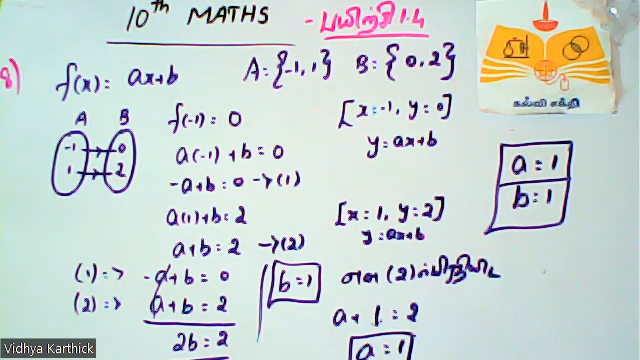 10th MATHS - பயிற்சி 1.4
கல்வி சக்தி
8) f(x): ax+b A: {-1, 1} B: {0, 2}
A B
-1 → 0
1 → 2
f(-1) = 0 [x=-1, y=0]
a(-1) + b = 0 y = ax+b
-a+b = 0 → (1)
a(1)+b = 2 [x = 1, y = 2]
a+b = 2 → (2) y = ax+b
(1) => -a+b = 0
(2) => a+b = 2
2b = 2
b = 1
என (2) ல் பிரதியிட
a + 1 = 2
a = 1
a = 1
b = 1
Vidhya Karthick